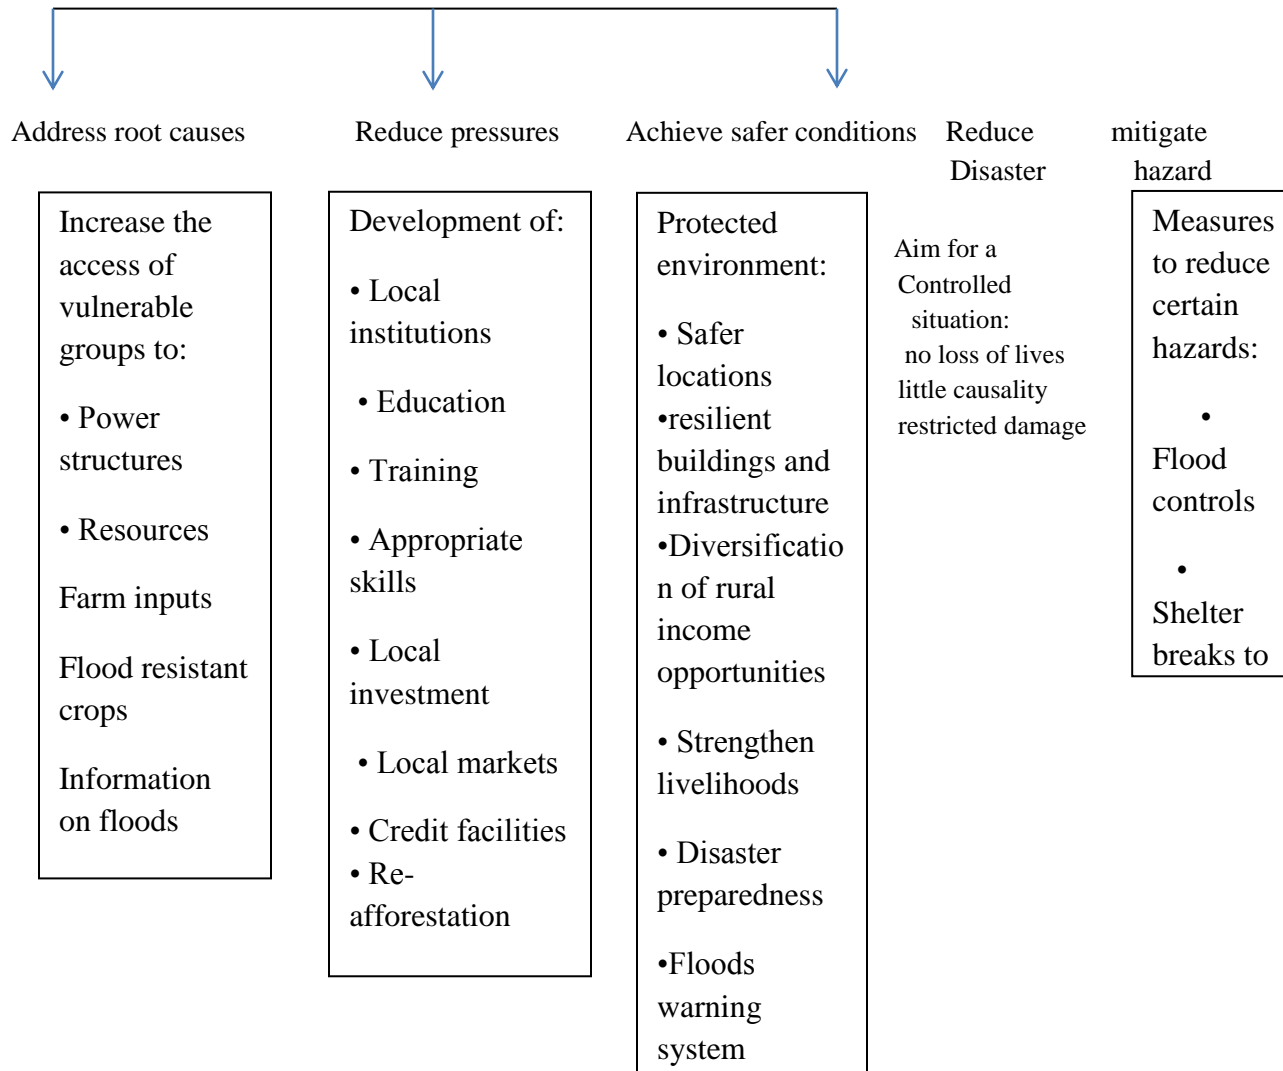 Address root causes
Reduce pressures
Achieve safer conditions
Reduce
Disaster
mitigate
hazard
Increase the
access of
vulnerable
groups to:
• Power
structures
• Resources
Farm inputs
Flood resistant
crops
Information
on floods
Development of:
• Local
institutions
• Education
• Training
• Appropriate
skills
• Local
investment
• Local markets
• Credit facilities
• Re-
afforestation
Protected
environment:
• Safer
locations
•resilient
buildings and
infrastructure
•Diversificatio
n of rural
income
opportunities
• Strengthen
livelihoods
• Disaster
preparedness
•Floods
warning
system
Aim for a
Controlled
situation:
no loss of lives
little causality
restricted damage
Measures
to reduce
certain
hazards:
•
Flood
controls
•
Shelter
breaks to